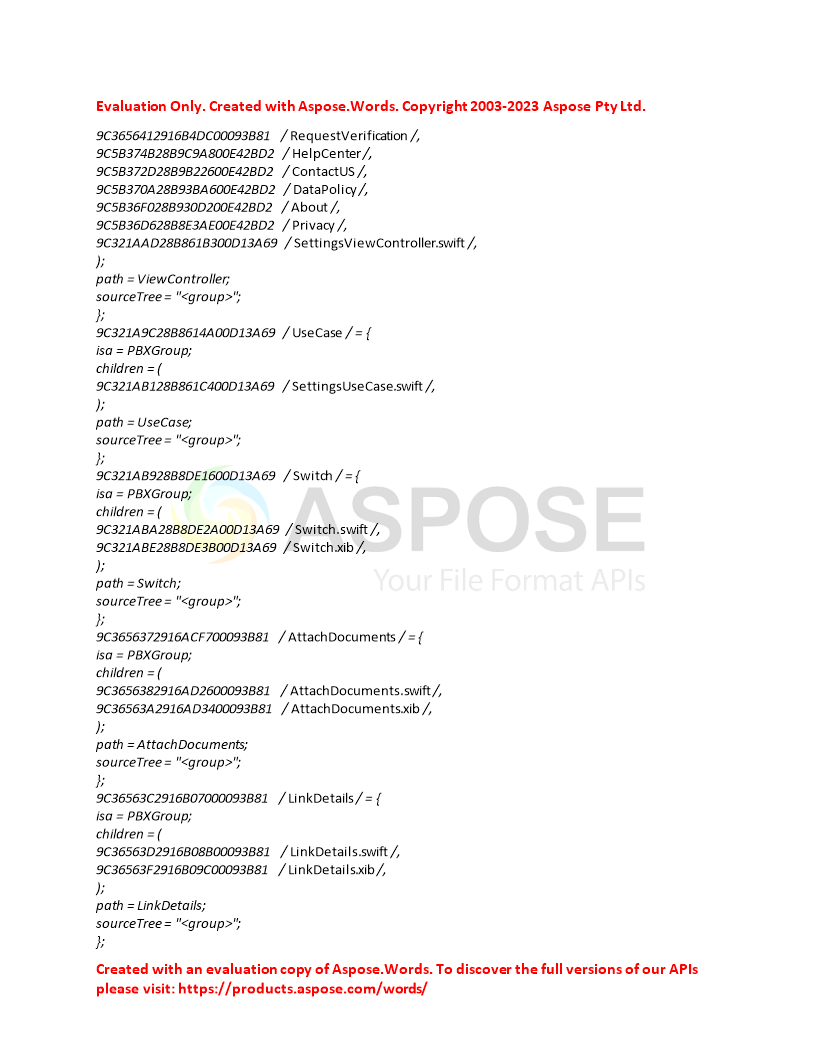 Evaluation Only. Created with Aspose.Words. Copyright 2003-2023 Aspose Pty Ltd.
9C3656412916B4DC00093B81 / RequestVerification /,
9C5B374B28B9C9A800E42BD2 / HelpCenter /,
9C5B372D28B9B22600E42BD2 / ContactUS /,
9C5B370A28B93BA600E42BD2 / DataPolicy /,
9C5B36F028B930D200E42BD2 / About /,
9C5B36D628B8E3AE00E42BD2 / Privacy /,
9C321AAD28B861B300D13A69 / SettingsViewController.swift /,
);
path = ViewController;
sourceTree = "<group>";
};
9C321A9C28B8614A00D13A69 / UseCase / = {
isa = PBXGroup;
children = (
9C321AB128B861C400D13A69 / SettingsUseCase.swift /,
);
path = UseCase;
sourceTree = "<group>";
};
9C321AB928B8DE1600D13A69 / Switch / = {
isa = PBXGroup;
children = (
9C321ABA28B8DE2A00D13A69 / Switch.swift /,
9C321ABE28B8DE3B00D13A69 / Switch.xib /,
);
path = Switch;
sourceTree = "<group>";
};
9C3656372916ACF700093B81 / AttachDocuments / = {
isa = PBXGroup;
children = (
9C3656382916AD2600093B81 / AttachDocuments.swift /,
9C36563A2916AD3400093B81 / AttachDocuments.xib /,
);
path = AttachDocuments;
sourceTree = "<group>";
};
9C36563C2916B07000093B81 / LinkDetails / = {
isa = PBXGroup;
children = (
9C36563D2916B08B00093B81 / LinkDetails.swift /,
9C36563F2916B09C00093B81 / LinkDetails.xib /,
);
path = LinkDetails;
sourceTree = "<group>";
};
ASPOSE
Your File Format APIs
Created with an evaluation copy of Aspose.Words. To discover the full versions of our APIs
please visit: https://products.aspose.com/words/